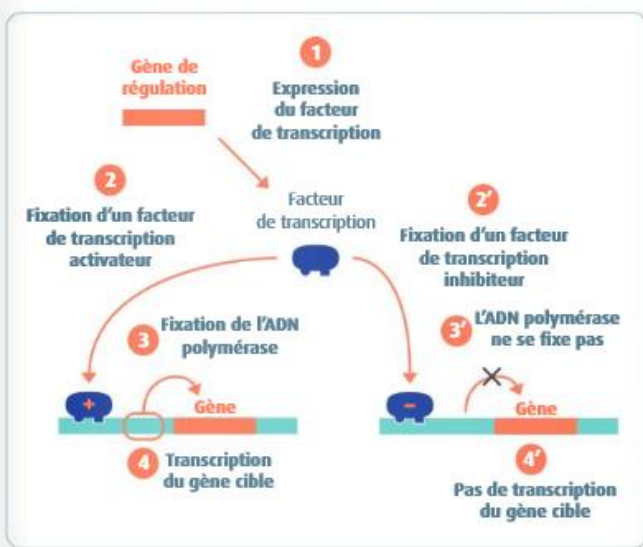 1
Gène de
régulation
Expression
du facteur
de transcription
2
Fixation d'un facteur
de transcription
activateur
Facteur
de transcription
2'
Fixation d'un facteur
de transcription
inhibiteur
3
Fixation de l'ADN
polymérase
3'
L'ADN polymérase
ne se fixe pas
+
Gène
-
Gène
4
Transcription
du gène cible
4'
Pas de transcription
du gène cible